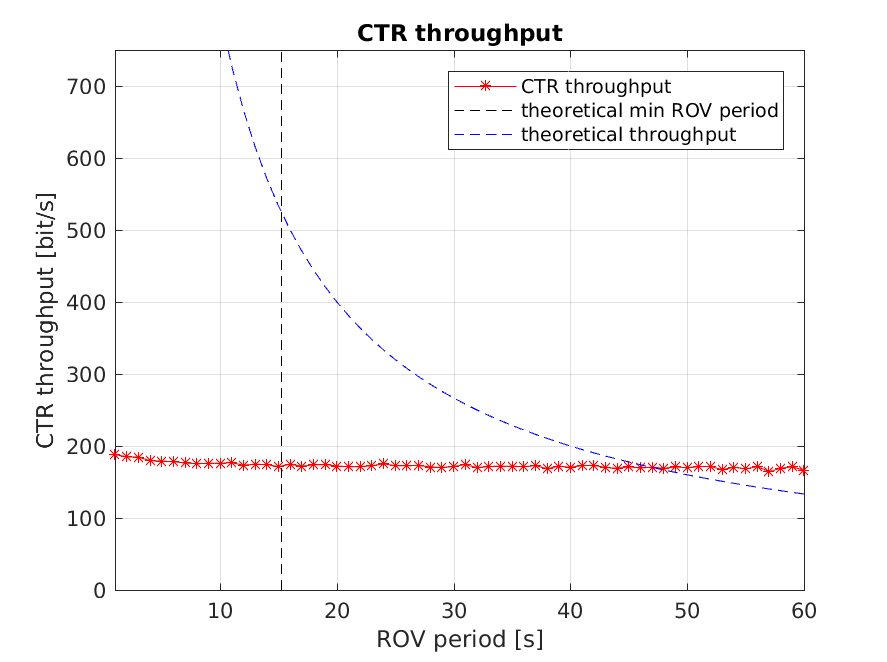 CTR throughput
CTR throughput
theoretical min ROV period
theoretical throughput
CTR throughput [bit/s]
700
600
500
400
300
200
100
0
10 20 30 40 50 60
ROV period [s]